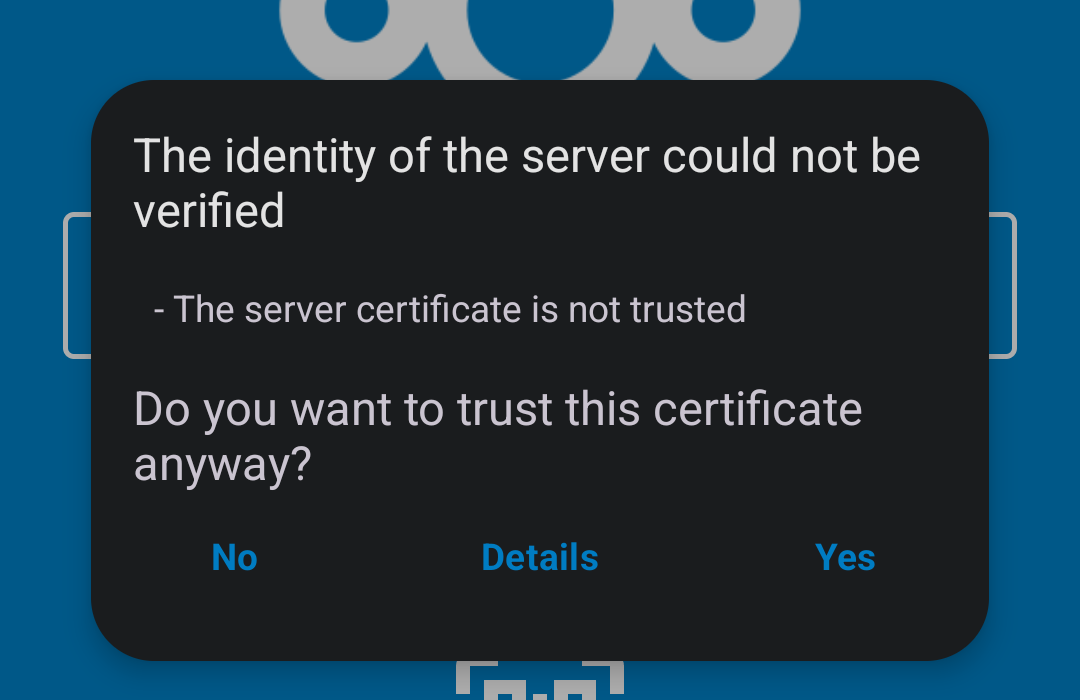 The identity of the server could not be
verified
- The server certificate is not trusted
Do you want to trust this certificate
anyway?
No Details Yes